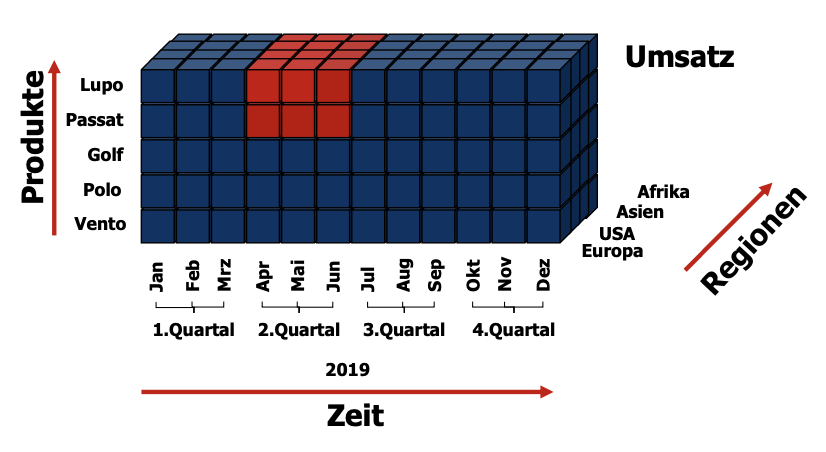 Umsatz
Produkte
Lupo
Passat
Golf
Polo
Vento
Afrika
Asien
USA
Europa
Regionen
Jan
Feb
Mrz
Apr
Mai
Jun
Jul
Aug
Sep
Okt
Nov
Dez
1.Quartal
2.Quartal
3.Quartal
4.Quartal
2019
Zeit